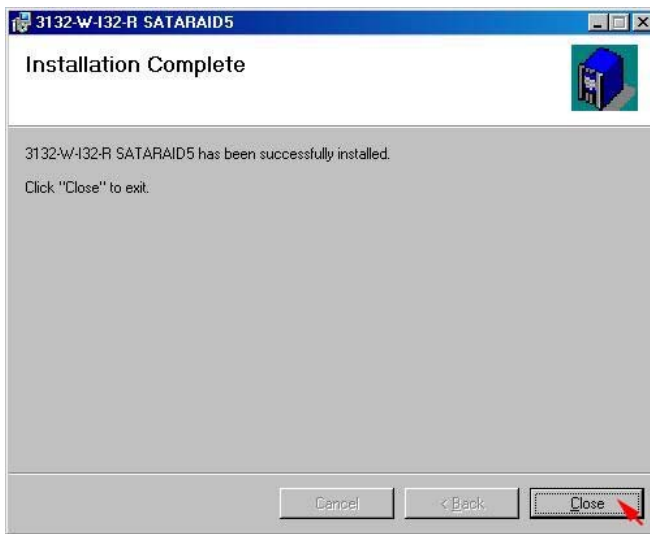 3132-W-I32-R SATARAID5
Installation Complete
3132-W-I32-R SATARAID5 has been successfully installed.
Click "Close" to exit.
Cancel
< Back
Close